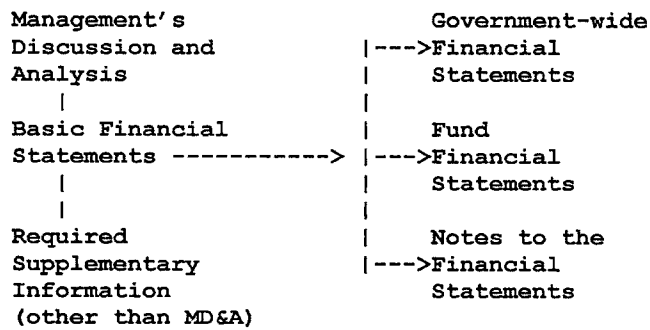 Management's Government-wide
Discussion and |--->Financial
Analysis | Statements
| |
Basic Financial | Fund
Statements -----------> |--->Financial
| | Statements
| |
Required | Notes to the
Supplementary |--->Financial
Information Statements
(other than MD&A)